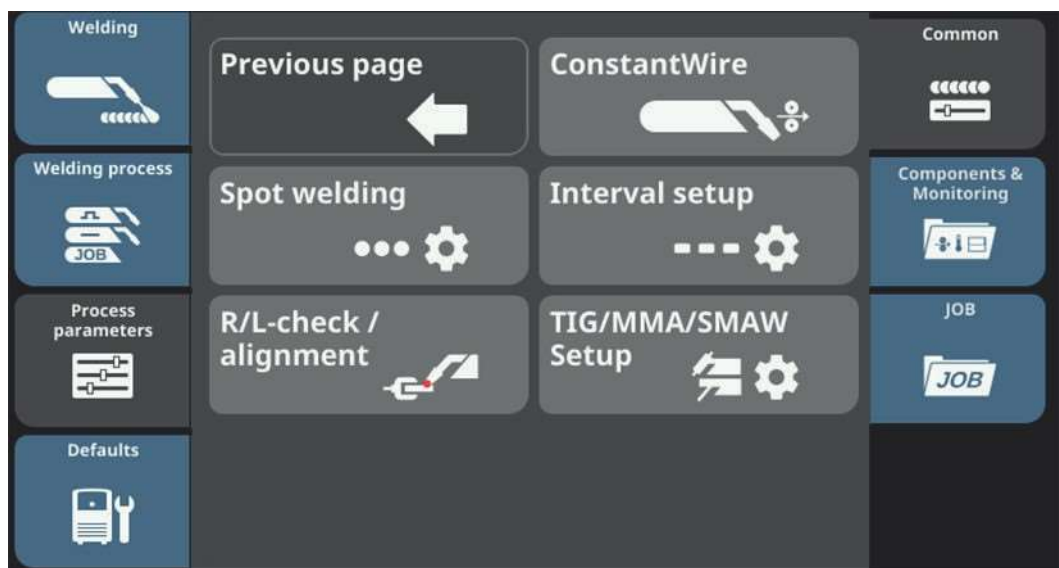 Welding
Welding process
JOB
Process
parameters
Defaults
Previous page
ConstantWire
Spot welding
Interval setup
R/L-check /
alignment
TIG/MMA/SMAW
Setup
Common
Components &
Monitoring
JOB
JOB